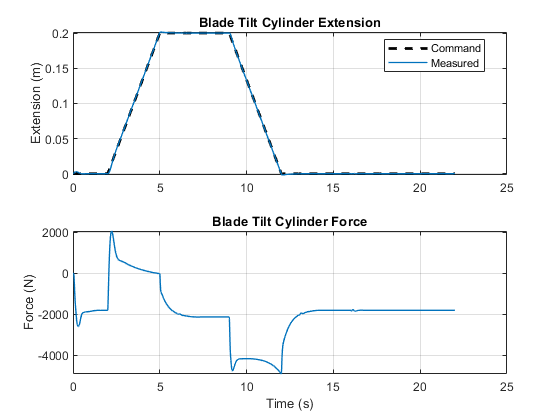 Blade Tilt Cylinder Extension
0.2
0.15
0.1
0.05
0
Extension (m)
Command
Measured
0 5 10 15 20 25
Blade Tilt Cylinder Force
2000
0
-2000
-4000
Force (N)
0 5 10 15 20 25
Time (s)